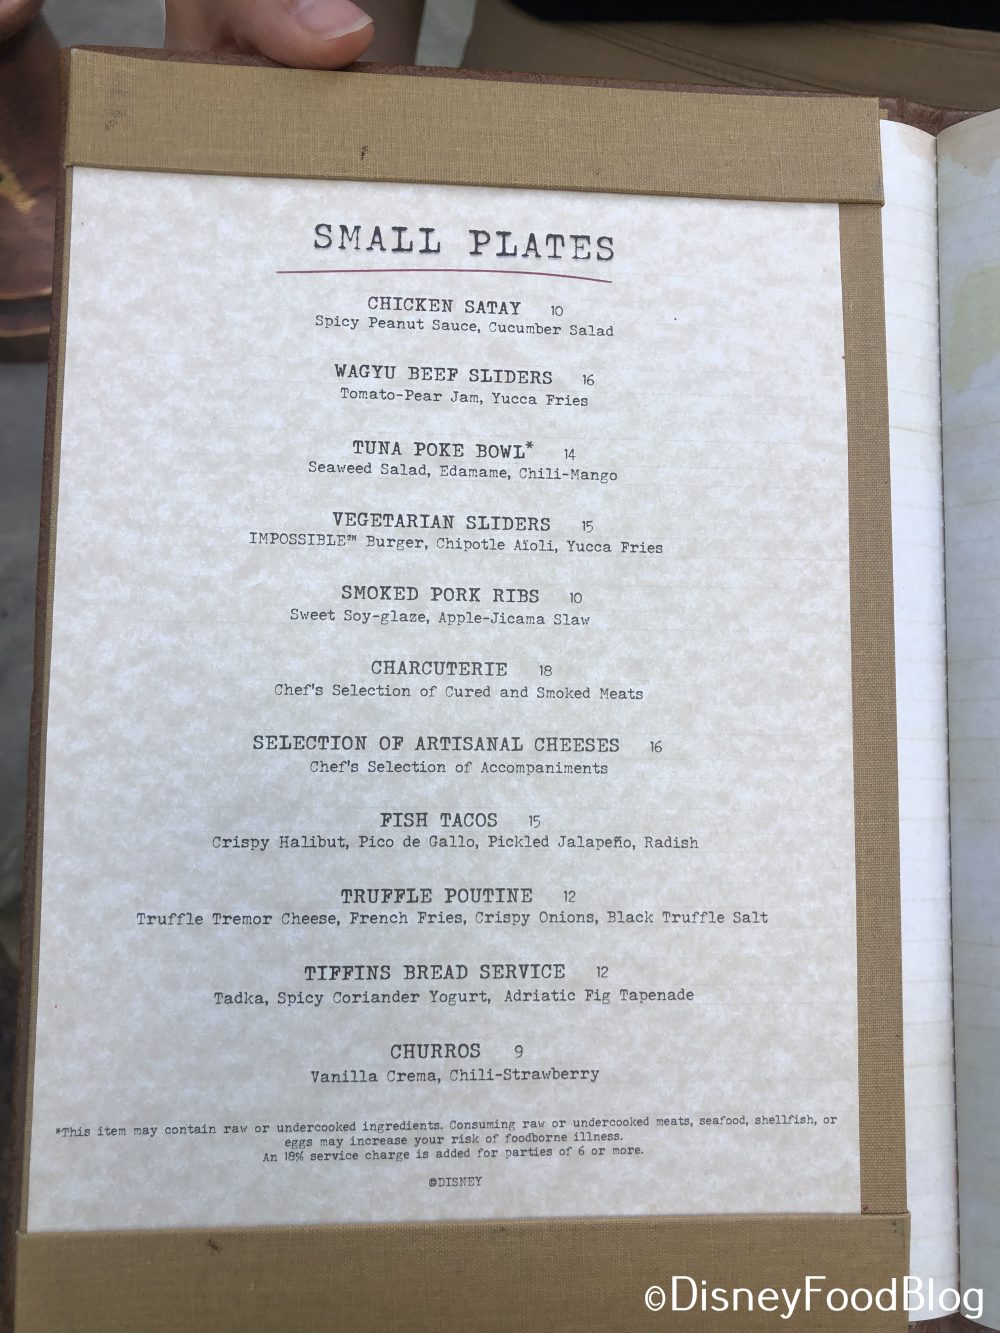 SMALL PLATES
CHICKEN SATAY 10
Spicy Peanut Sauce, Cucumber Salad
WAGYU BEEF SLIDERS 16
Tomato-Pear Jam, Yucca Fries
TUNA POKE BOWL* 14
Seaweed Salad, Edamame, Chili-Mango
VEGETARIAN SLIDERS 15
IMPOSSIBLE™ Burger, Chipotle Aïoli, Yucca Fries
SMOKED PORK RIBS 10
Sweet Soy-glaze, Apple-Jicama Slaw
CHARCUTERIE 18
Chef's Selection of Cured and Smoked Meats
SELECTION OF ARTISANAL CHEESES 16
Chef's Selection of Accompaniments
FISH TACOS 15
Crispy Halibut, Pico de Gallo, Pickled Jalapeño, Radish
TRUFFLE POUTINE 12
Truffle Tremor Cheese, French Fries, Crispy Onions, Black Truffle Salt
TIFFINS BREAD SERVICE 12
Tadka, Spicy Coriander Yogurt, Adriatic Fig Tapenade
CHURROS 9
Vanilla Crema, Chili-Strawberry
*This item may contain raw or undercooked ingredients. Consuming raw or undercooked meats, seafood, shellfish, or
eggs may increase your risk of foodborne illness.
An 18% service charge is added for parties of 6 or more.
©DISNEY
©DisneyFoodBlog